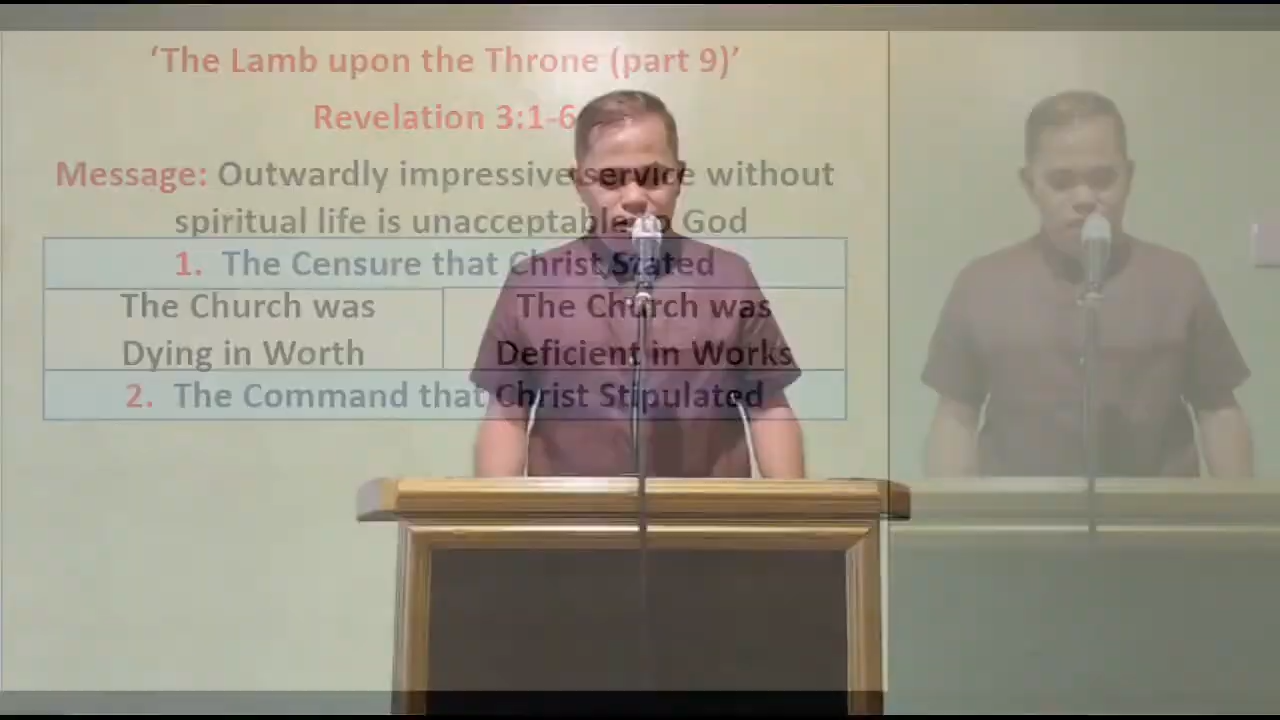 ‘The Lamb upon the Throne (part 9)’
Revelation 3:1-6
Message: Outwardly impressive service without
spiritual life is unacceptable to God
1. The Censure that Christ Stated
The Church was
Dying in Worth
The Church was
Deficient in Works
2. The Command that Christ Stipulated